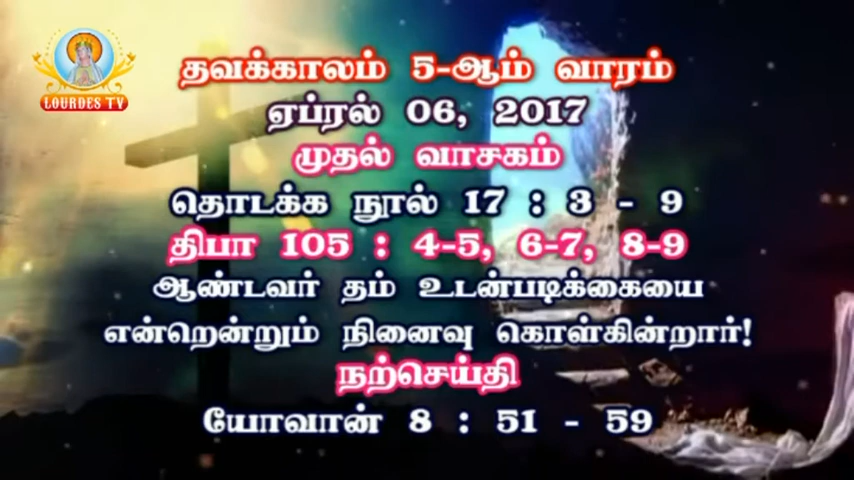 LOURDES TV
தவக்காலம் 5-ஆம் வாரம்
ஏப்ரல் 06, 2017
முதல் வாசகம்
தொடக்க நூல் 17 : 3 - 9
திபா 105 : 4-5, 6-7, 8-9
ஆண்டவர் தம் உடன்படிக்கையை
என்றென்றும் நினைவு கொள்கின்றார்!
நற்செய்தி
யோவான் 8 : 51 - 59